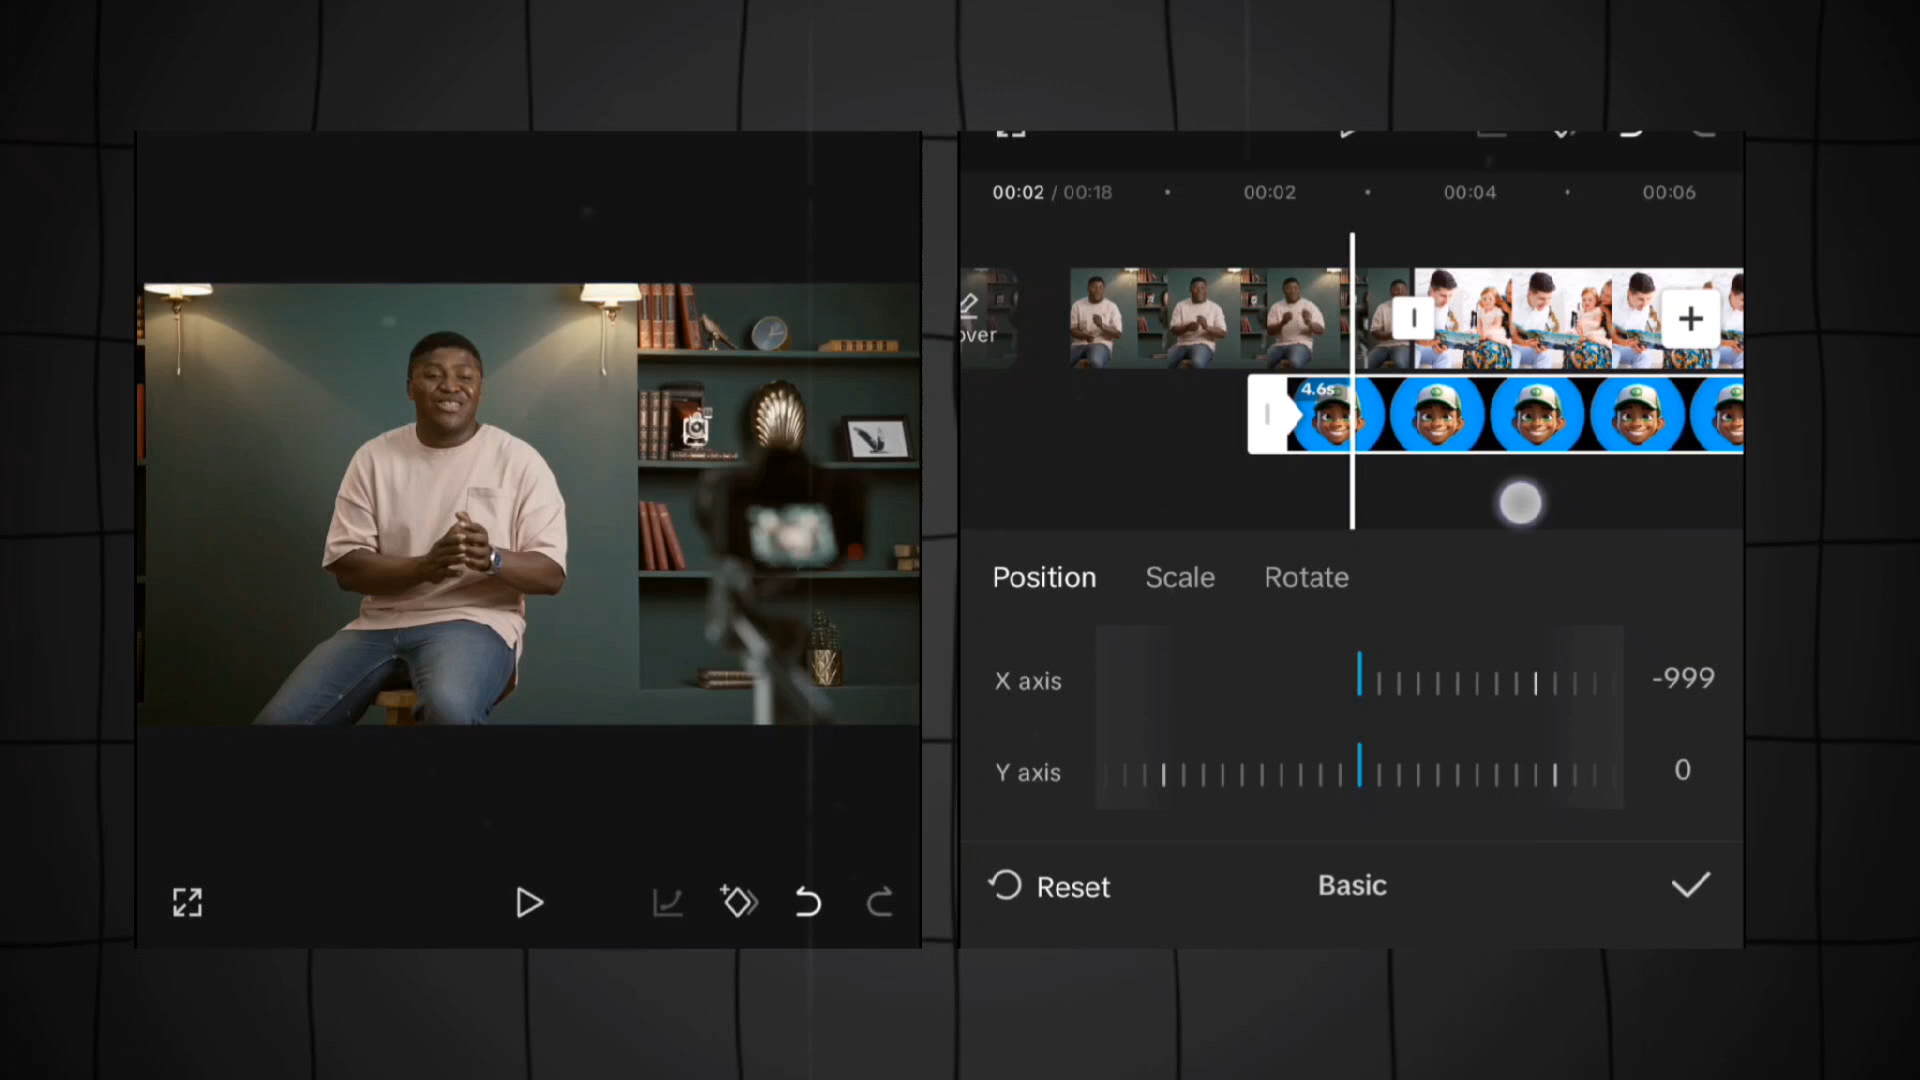 00:02 / 00:18
00:02
00:04
00:06
over
4.6s
Position
Scale
Rotate
X axis
-999
Y axis
0
Reset
Basic